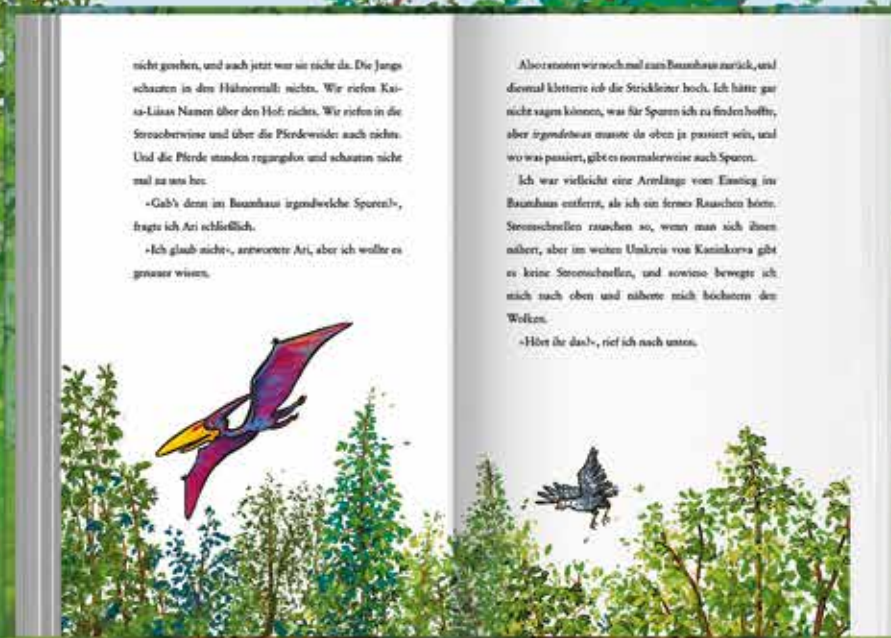 nicht gesehen, und auch jetzt war sie nicht da. Die Jungs
schauten in den Hühnerstall: nichts. Wir riefen Kai-
sa-Liisas Namen über den Hof: nichts. Wir riefen in die
Streuobstwiese und über die Pferdeweide: auch nichts.
Und die Pferde standen regungslos und schauten nicht
mal zu uns her.
»Gab's denn im Baumhaus irgendwelche Spuren?«,
fragte ich Ari schließlich.
»Ich glaub nicht«, antwortete Ari, aber ich wollte es
genauer wissen.
Also rannten wir noch mal zum Baumhaus zurück, und
diesmal kletterte ich die Strickleiter hoch. Ich hätte gar
nicht sagen können, was für Spuren ich zu finden hoffte,
aber irgendetwas musste da oben ja passiert sein, und
wo was passiert, gibt es normalerweise auch Spuren.
Ich war vielleicht eine Armlänge vom Einstieg ins
Baumhaus entfernt, als ich ein fernes Rauschen hörte.
Stromschnellen rauschen so, wenn man sich ihnen
nähert, aber im weiten Umkreis von Kaninkorva gibt
es keine Stromschnellen, und sowieso bewegte ich
mich nach oben und näherte mich höchstens den
Wolken.
»Hört ihr das?«, rief ich nach unten.